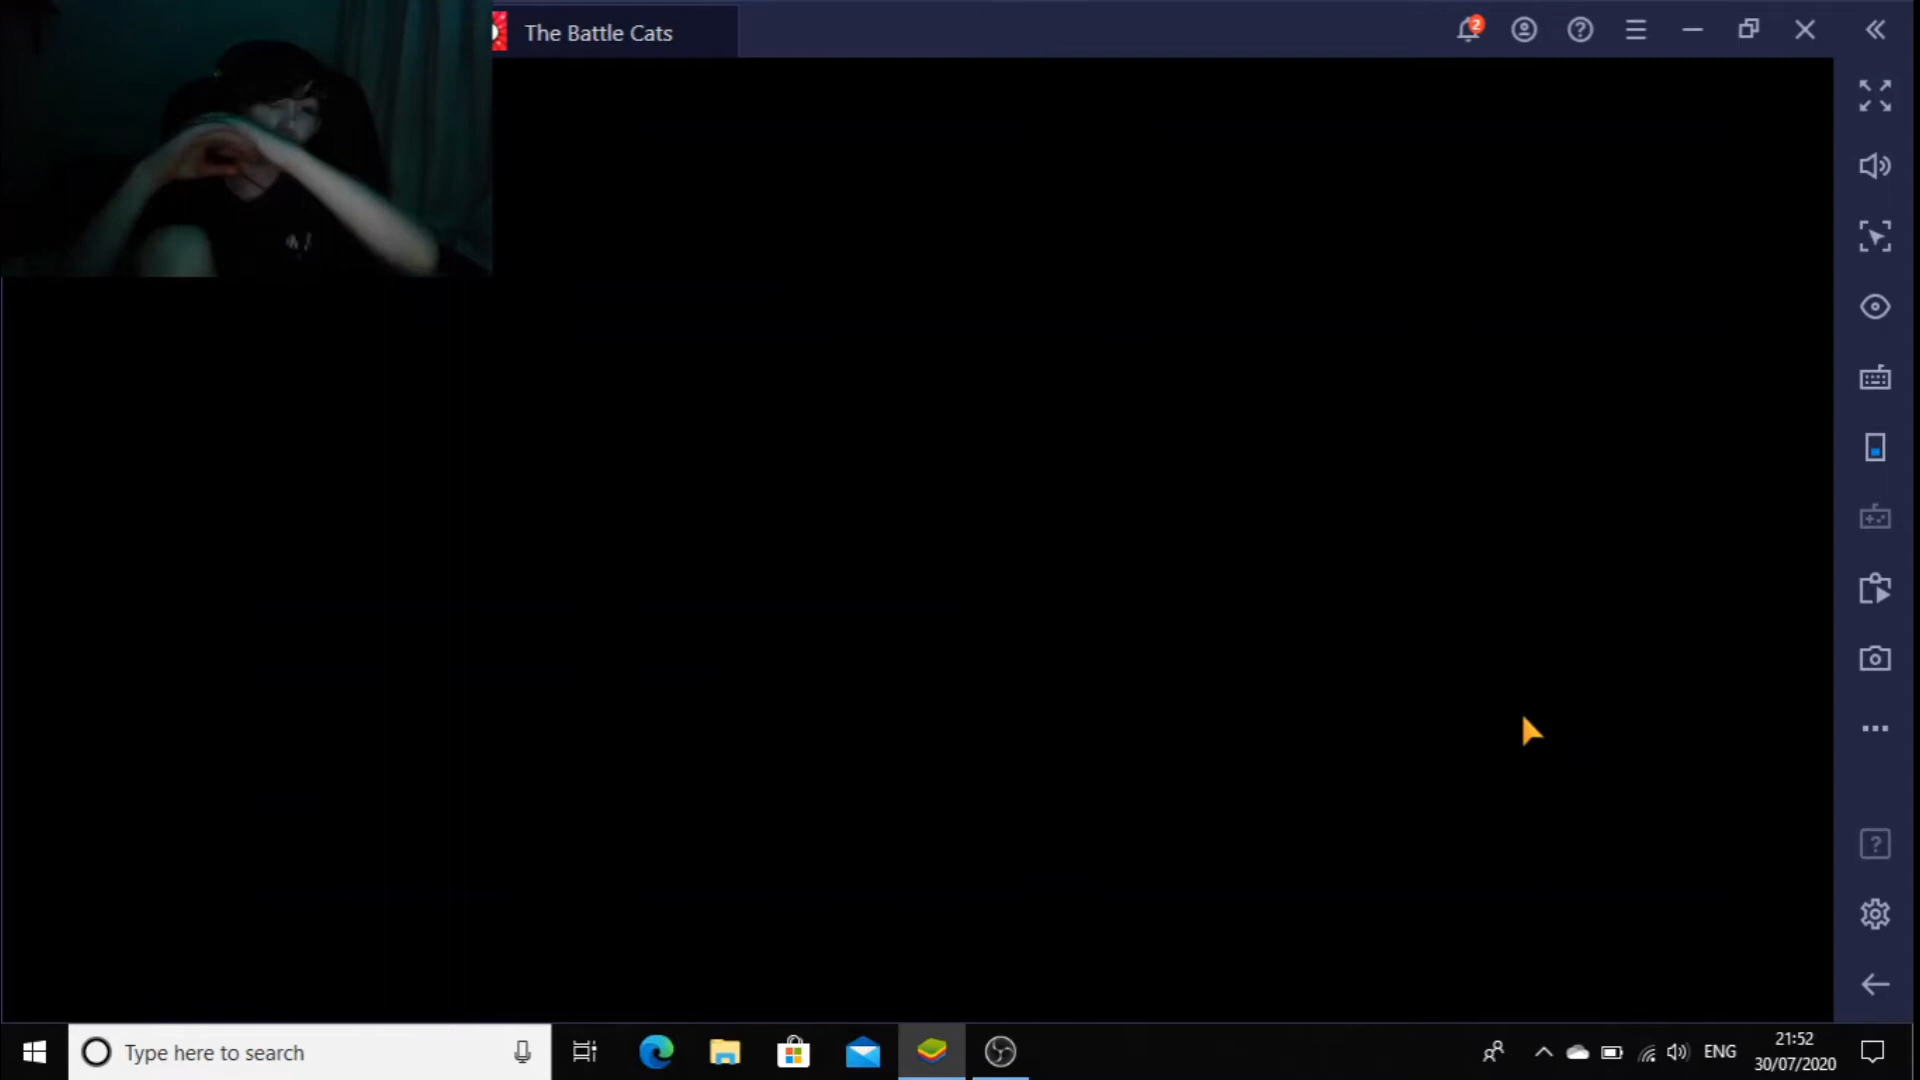 The Battle Cats
2
Type here to search
ENG
21:52
30/07/2020